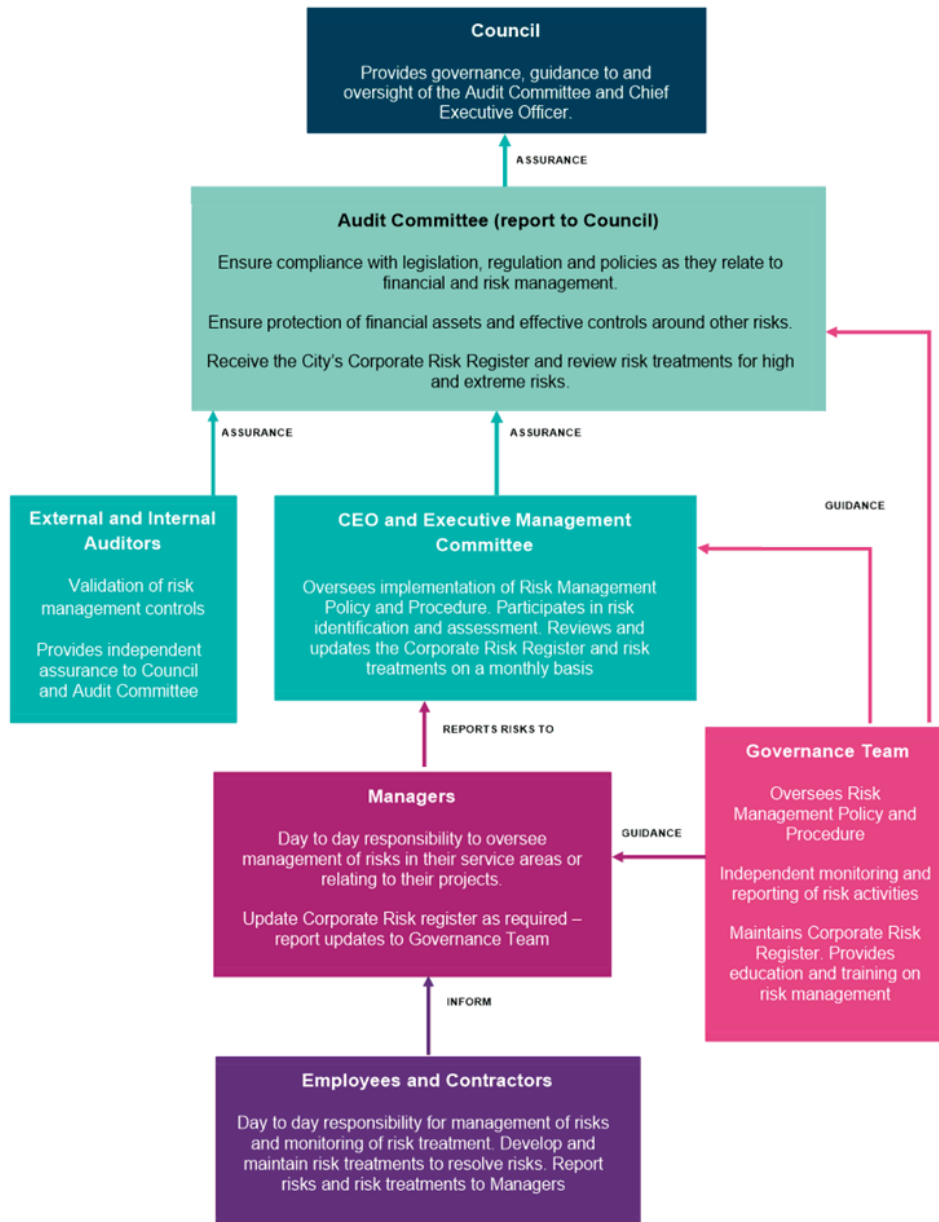 Council
Provides governance, guidance to and
oversight of the Audit Committee and Chief
Executive Officer.
ASSURANCE
Audit Committee (report to Council)
Ensure compliance with legislation, regulation and policies as they relate to
financial and risk management.
Ensure protection of financial assets and effective controls around other risks.
Receive the City's Corporate Risk Register and review risk treatments for high
and extreme risks.
ASSURANCE
ASSURANCE
GUIDANCE
External and Internal
Auditors
Validation of risk
management controls
Provides independent
assurance to Council
and Audit Committee
CEO and Executive Management
Committee
Oversees implementation of Risk Management
Policy and Procedure. Participates in risk
identification and assessment. Reviews and
updates the Corporate Risk Register and risk
treatments on a monthly basis
REPORTS RISKS TO
Managers
Day to day responsibility to oversee
management of risks in their service areas or
relating to their projects.
Update Corporate Risk register as required –
report updates to Governance Team
GUIDANCE
Governance Team
Oversees Risk
Management Policy and
Procedure
Independent monitoring and
reporting of risk activities
Maintains Corporate Risk
Register. Provides
education and training on
risk management
INFORM
Employees and Contractors
Day to day responsibility for management of risks
and monitoring of risk treatment. Develop and
maintain risk treatments to resolve risks. Report
risks and risk treatments to Managers